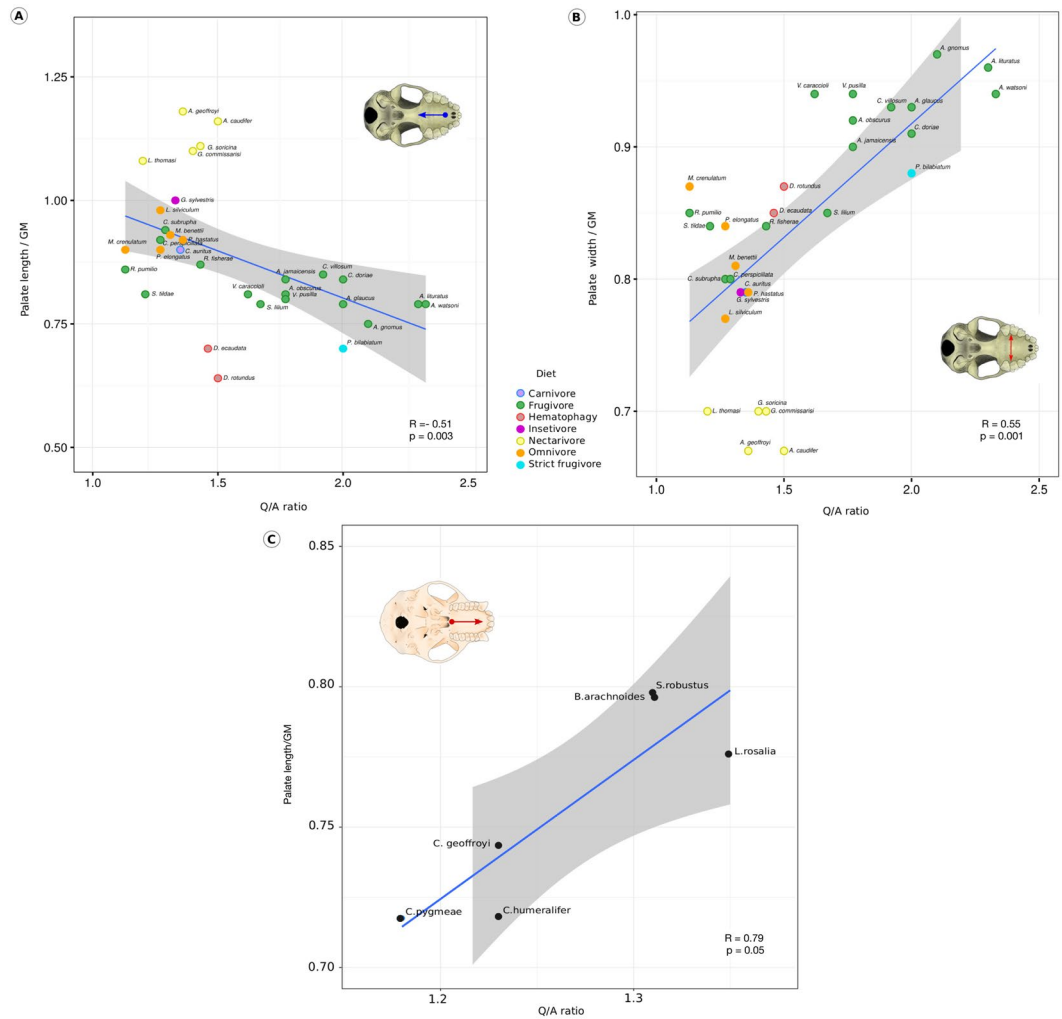 A
1.25
1.00
0.75
0.50
Palate length / GM
A. geoffroyi
A. caudifer
G. soricina
G. commissarisi
L. thomasi
G. sylvestris
L. silviculum
C. subrupha
M. benettii
P. hastatus
M. crenulatum
C. perspicillata
C. auritus
P. elongatus
R. fisherae
R. pumilio
S. tildae
V. caraccioli
A. jamaicensis
C. villosum
C. doriae
A. obscurus
V. pusilla
S. lilium
A. glaucus
A. lituratus
A. watsoni
A. gnomus
P. bilabiatum
D. ecaudata
D. rotundus
R =- 0.51
p = 0.003
1.0
1.5
2.0
2.5
Q/A ratio
Diet
Carnivore
Frugivore
Hematophagy
Insetivore
Nectarivore
Omnivore
Strict frugivore
B
1.0
0.9
0.8
0.7
Palate width / GM
A. gnomus
A. lituratus
A. watsoni
V. caraccioli
V. pusilla
C. villosum
A. glaucus
A. obscurus
C. doriae
A. jamaicensis
P. bilabiatum
M. crenulatum
D. rotundus
R. pumilio
D. ecaudata
S. tildae
P. elongatus
R. fisherae
S. lilium
M. benettii
C. subrupha
C. perspicillata
C. auritus
P. hastatus
G. sylvestris
L. silviculum
L. thomasi
G. soricina
G. commissarisi
A. geoffroyi
A. caudifer
R = 0.55
p = 0.001
1.0
1.5
2.0
2.5
Q/A ratio
C
0.85
0.80
0.75
0.70
Palate length/GM
S.robustus
B.arachnoides
L.rosalia
C. geoffroyi
C.pygmeae
C.humeralifer
R = 0.79
p = 0.05
1.2
1.3
Q/A ratio